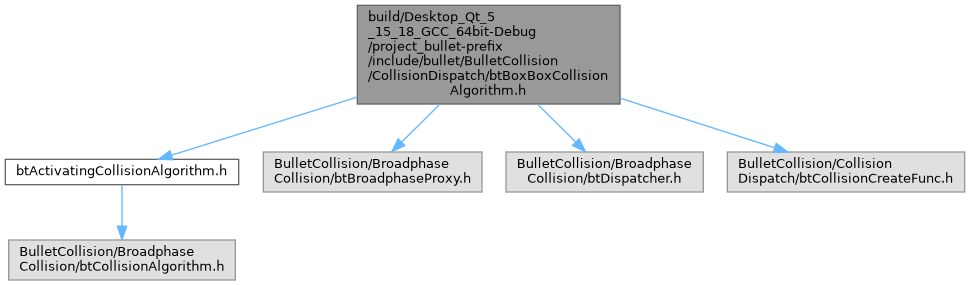 build/Desktop_Qt_5
_15_18_GCC_64bit-Debug
/project_bullet-prefix
/include/bullet/BulletCollision
/CollisionDispatch/btBoxBoxCollision
Algorithm.h
btActivatingCollisionAlgorithm.h
BulletCollision/Broadphase
Collision/btBroadphaseProxy.h
BulletCollision/Broadphase
Collision/btDispatcher.h
BulletCollision/Collision
Dispatch/btCollisionCreateFunc.h
BulletCollision/Broadphase
Collision/btCollisionAlgorithm.h